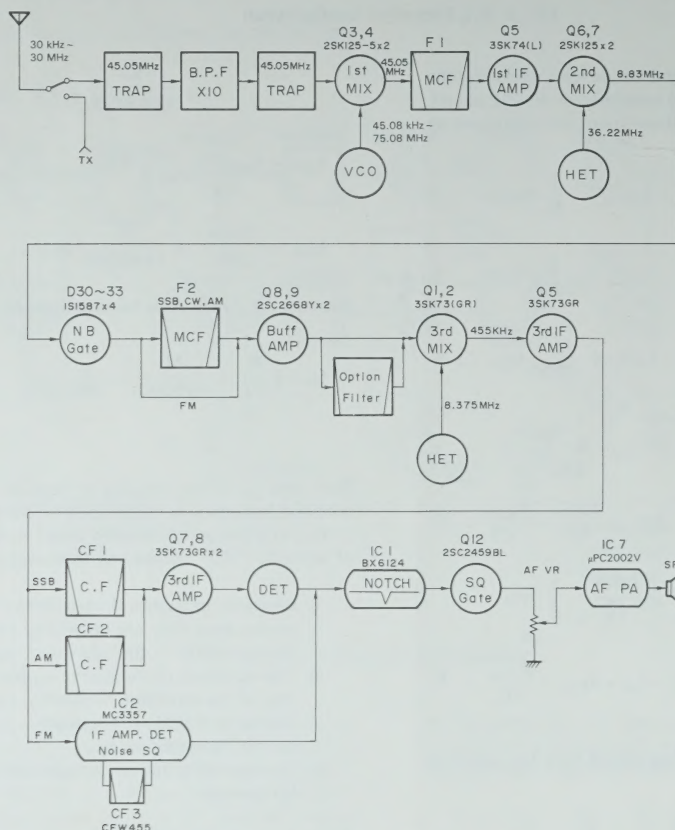 30 kHz~
30 MHz
TX
45.05MHz
TRAP
B.P.F
X10
45.05MHz
TRAP
Q3,4
2SK125-5x2
1st
MIX
45.08 kHz~
75.08 MHz
VCO
45.05
MHz
F1
MCF
Q5
3SK74(L)
1st IF
AMP
Q6,7
2SK125x2
2nd
MIX
8.83MHz
36.22MHz
HET
D30~33
1S1587x4
NB
Gate
F2
SSB,CW,AM
MCF
FM
Q8,9
2SC2668Yx2
Buff
AMP
Option
Filter
Q1,2
3SK73(GR)
3rd
MIX
455KHz
8.375MHz
HET
Q5
3SK73GR
3rd IF
AMP
SSB
CF1
C.F
AM
CF2
C.F
FM
IC2
MC3357
IF AMP. DET
Noise SQ
CF3
CFW455
Q7,8
3SK73GRx2
3rd IF
AMP
DET
IC1
BX6124
NOTCH
Q12
2SC2459BL
SQ
Gate
AF VR
IC7
µPC2002V
AF PA
SP